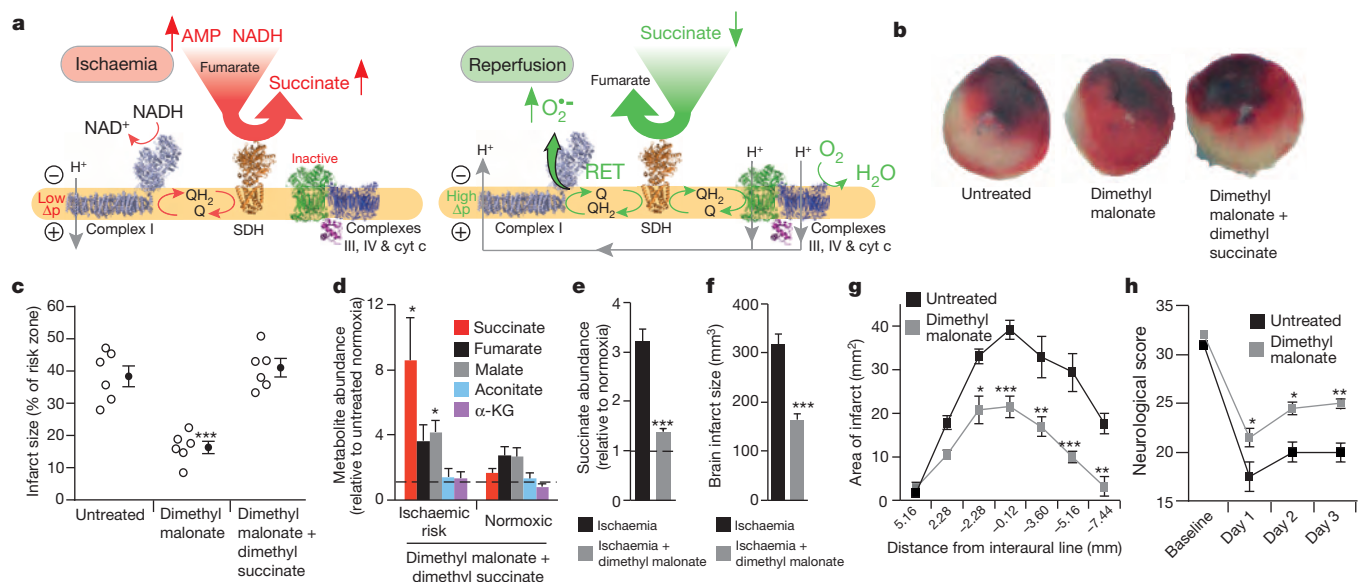 a
Ischaemia
AMP NADH
Fumarate
Succinate
NADH
NAD+
H+
−
Low Δp
+
QH2
Q
Inactive
Complex I
SDH
Complexes
III, IV & cyt c
Reperfusion
Succinate
Fumarate
O2•−
RET
H+
−
High Δp
+
Q
QH2
QH2
Q
H+
H+
O2
H2O
Complex I
SDH
Complexes
III, IV & cyt c
b
Untreated
Dimethyl
malonate
Dimethyl
malonate +
dimethyl
succinate
c
Infarct size (% of risk zone)
60
50
40
30
20
10
0
***
Untreated
Dimethyl
malonate
Dimethyl
malonate +
dimethyl
succinate
d
Metabolite abundance
(relative to untreated normoxia)
12
8
4
0
*
*
Succinate
Fumarate
Malate
Aconitate
α-KG
Ischaemic
risk
Normoxic
Dimethyl malonate +
dimethyl succinate
e
Succinate abundance
(relative to normoxia)
4
3
2
1
0
***
Ischaemia
Ischaemia +
dimethyl malonate
f
Brain infarct size (mm3)
400
300
200
100
0
***
Ischaemia
Ischaemia +
dimethyl malonate
g
Untreated
Dimethyl
malonate
Area of infarct (mm2)
40
30
20
10
0
*
***
**
***
**
5.16
2.28
−2.28
−0.12
−3.60
−5.16
−7.44
Distance from interaural line (mm)
h
Untreated
Dimethyl
malonate
Neurological score
35
30
25
20
15
*
*
**
Baseline
Day 1
Day 2
Day 3